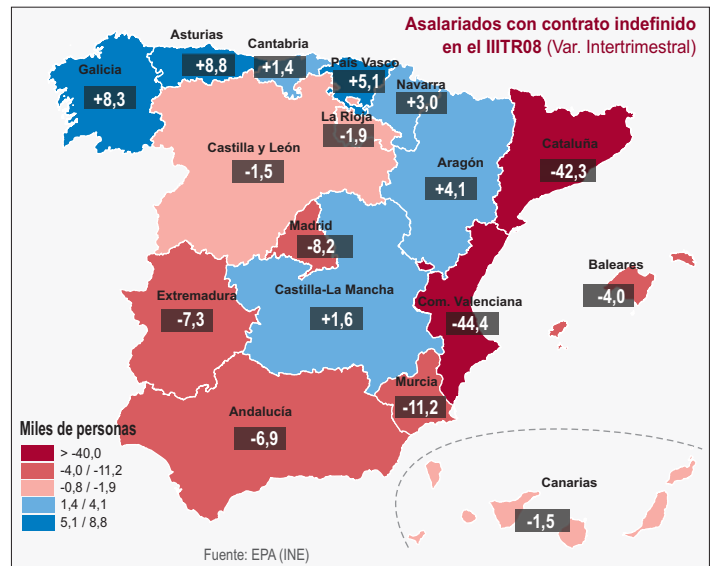 Asalariados con contrato indefinido
en el IIITR08 (Var. Intertrimestral)
Asturias
+8,8
Cantabria
+1,4
País Vasco
+5,1
Galicia
+8,3
Navarra
+3,0
La Rioja
-1,9
Castilla y León
-1,5
Aragón
+4,1
Cataluña
-42,3
Madrid
-8,2
Baleares
-4,0
Extremadura
-7,3
Castilla-La Mancha
+1,6
Com. Valenciana
-44,4
Murcia
-11,2
Andalucía
-6,9
Canarias
-1,5
Miles de personas
> -40,0
-4,0 / -11,2
-0,8 / -1,9
1,4 / 4,1
5,1 / 8,8
Fuente: EPA (INE)